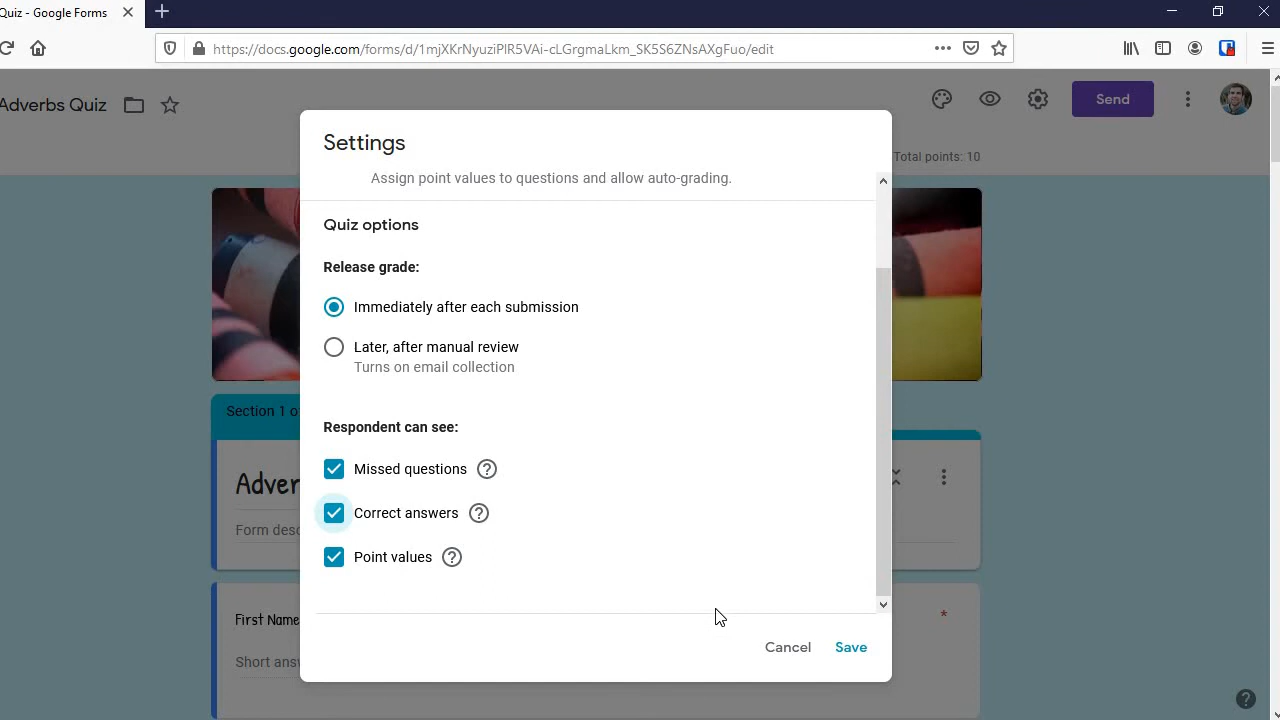 Quiz - Google Forms
https://docs.google.com/forms/d/1mjXKrNyuziPlR5VAi-cLGrgmaLkm_SK5S6ZNsAXgFuo/edit
Adverbs Quiz
Send
Total points: 10
Settings
Assign point values to questions and allow auto-grading.
Quiz options
Release grade:
Immediately after each submission
Later, after manual review
Turns on email collection
Section 1 o
Respondent can see:
Missed questions
Adver
Correct answers
Form desc
Point values
First Name
*
Short answ
Cancel
Save